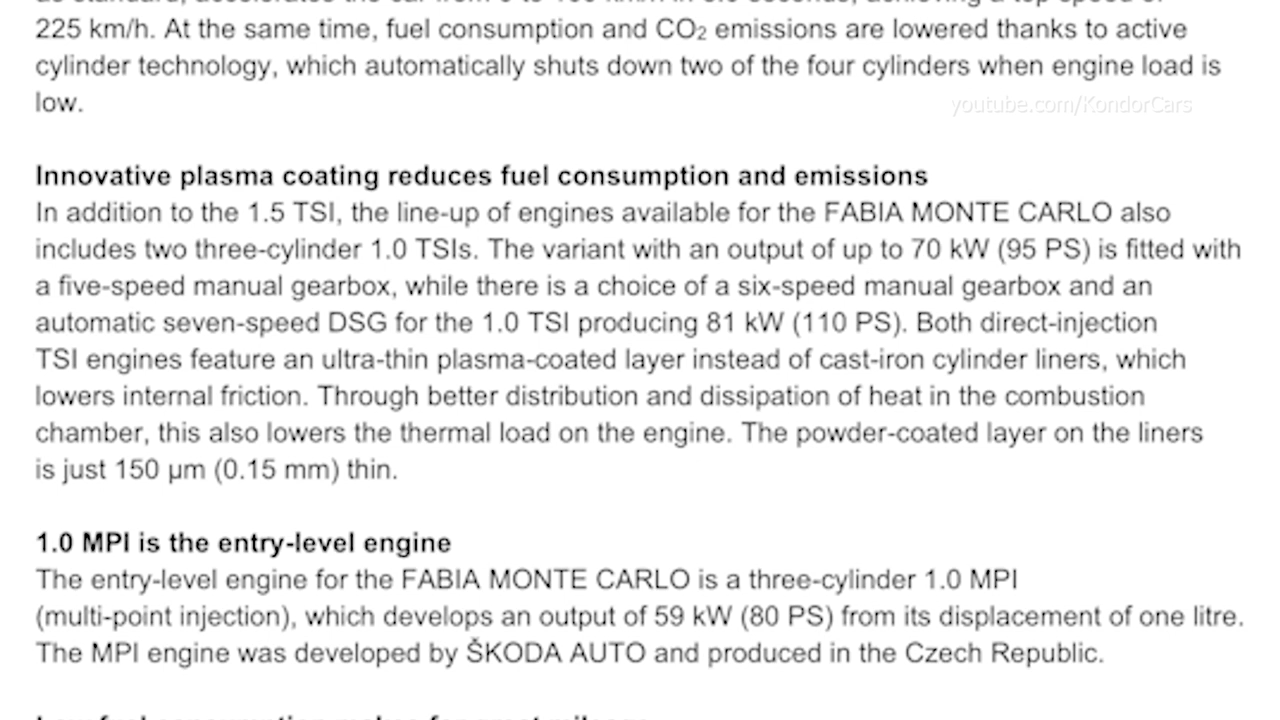 225 km/h. At the same time, fuel consumption and CO₂ emissions are lowered thanks to active
cylinder technology, which automatically shuts down two of the four cylinders when engine load is
low.
youtube.com/KondorCars
Innovative plasma coating reduces fuel consumption and emissions
In addition to the 1.5 TSI, the line-up of engines available for the FABIA MONTE CARLO also
includes two three-cylinder 1.0 TSIs. The variant with an output of up to 70 kW (95 PS) is fitted with
a five-speed manual gearbox, while there is a choice of a six-speed manual gearbox and an
automatic seven-speed DSG for the 1.0 TSI producing 81 kW (110 PS). Both direct-injection
TSI engines feature an ultra-thin plasma-coated layer instead of cast-iron cylinder liners, which
lowers internal friction. Through better distribution and dissipation of heat in the combustion
chamber, this also lowers the thermal load on the engine. The powder-coated layer on the liners
is just 150 µm (0.15 mm) thin.
1.0 MPI is the entry-level engine
The entry-level engine for the FABIA MONTE CARLO is a three-cylinder 1.0 MPI
(multi-point injection), which develops an output of 59 kW (80 PS) from its displacement of one litre.
The MPI engine was developed by ŠKODA AUTO and produced in the Czech Republic.